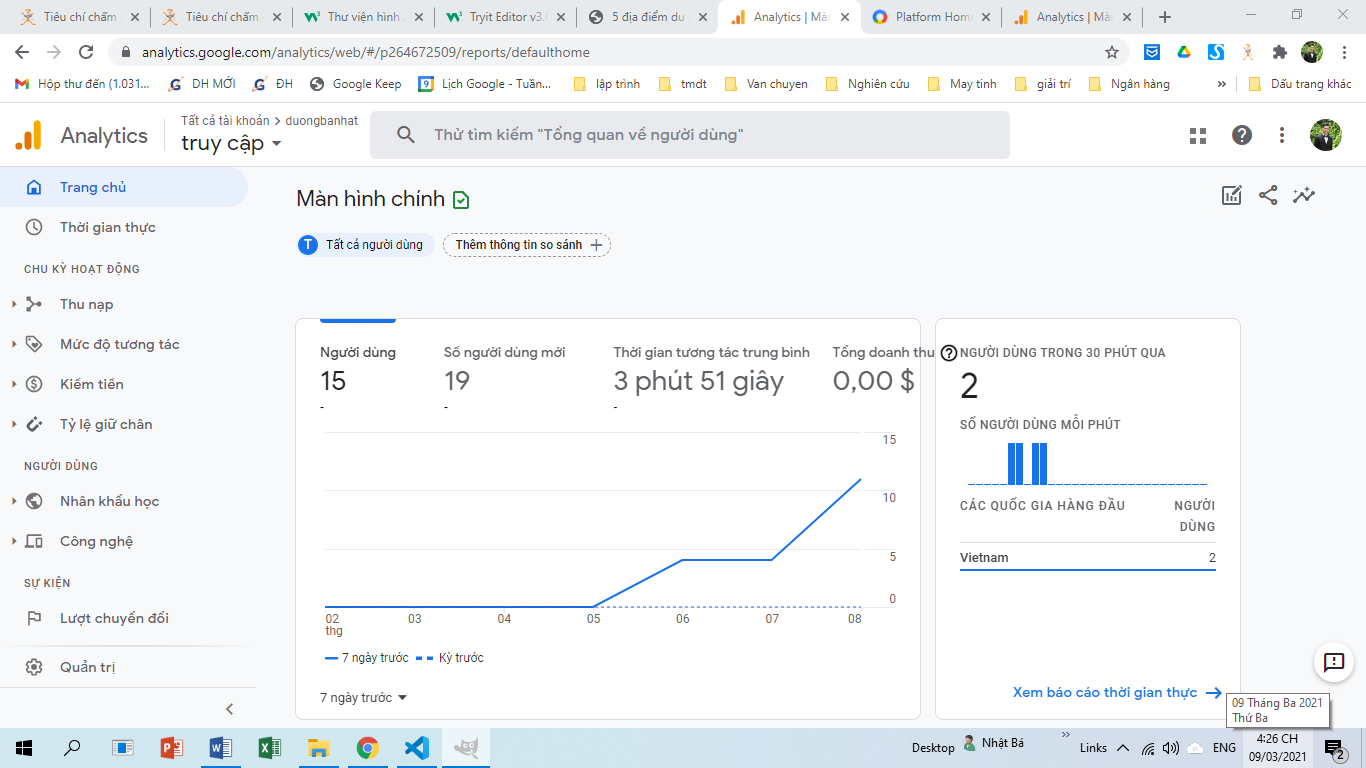 Tiêu chí chấm
Tiêu chí chấm
Thư viện hình
Tryit Editor v3.
5 địa điểm du
Analytics | Màn
Platform Home
Analytics | Màn
analytics.google.com/analytics/web/#/p264672509/reports/defaulthome
Hộp thư đến (1.031...
DH MỚI
ĐH
Google Keep
Lịch Google - Tuần...
lập trình
tmdt
Van chuyen
Nghiên cứu
May tinh
giải trí
Ngân hàng
»
Dấu trang khác
Analytics
Tất cả tài khoản > duongbanhat
truy cập
Thử tìm kiếm "Tổng quan về người dùng"
Trang chủ
Thời gian thực
CHU KỲ HOẠT ĐỘNG
Thu nạp
Mức độ tương tác
Kiếm tiền
Tỷ lệ giữ chân
NGƯỜI DÙNG
Nhân khẩu học
Công nghệ
SỰ KIỆN
Lượt chuyển đổi
Quản trị
Màn hình chính
T Tất cả người dùng
Thêm thông tin so sánh +
Người dùng
15
-
Số người dùng mới
19
-
Thời gian tương tác trung bình
3 phút 51 giây
-
Tổng doanh thu
0,00 $
15
10
5
0
02
thg
03
04
05
06
07
08
7 ngày trước
Kỳ trước
7 ngày trước
NGƯỜI DÙNG TRONG 30 PHÚT QUA
2
SỐ NGƯỜI DÙNG MỖI PHÚT
CÁC QUỐC GIA HÀNG ĐẦU
NGƯỜI
DÙNG
Vietnam 2
Xem báo cáo thời gian thực
09 Tháng Ba 2021
Thứ Ba
Desktop
Nhật Bá
»
Links
ENG
4:26 CH
09/03/2021
2